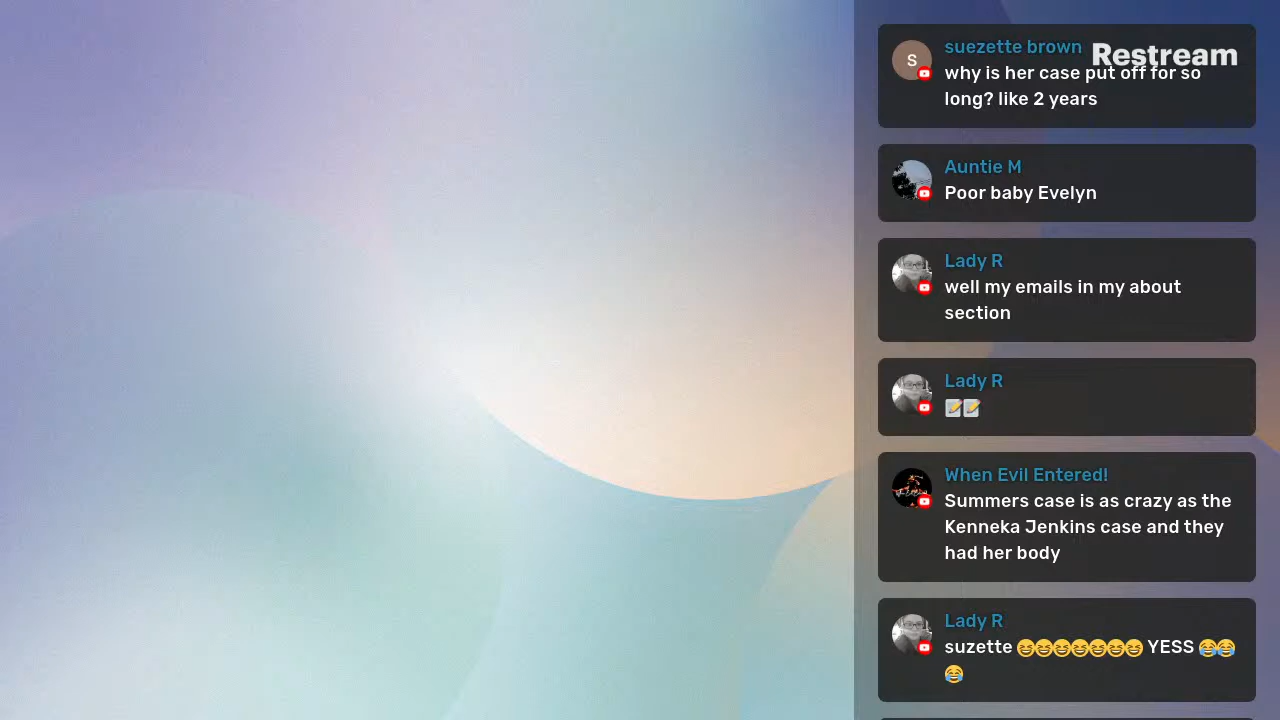 suezette brown
Restream
S
why is her case put off for so
long? like 2 years
Auntie M
Poor baby Evelyn
Lady R
well my emails in my about
section
Lady R
📝📝
When Evil Entered!
Summers case is as crazy as the
Kenneka Jenkins case and they
had her body
Lady R
suzette 😆😆😆😆😆😆😆 YESS 😂😂
😂